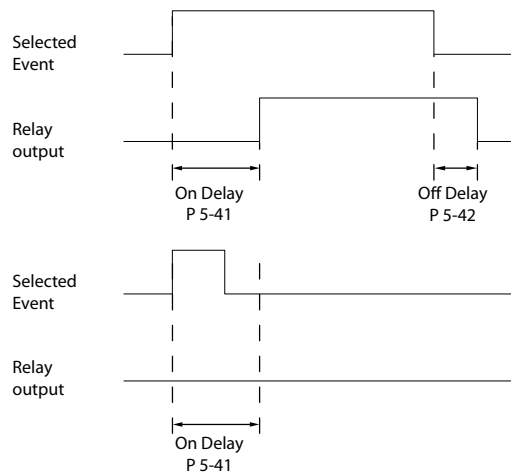 Selected
Event
Relay
output
On Delay
P 5-41
Off Delay
P 5-42
Selected
Event
Relay
output
On Delay
P 5-41